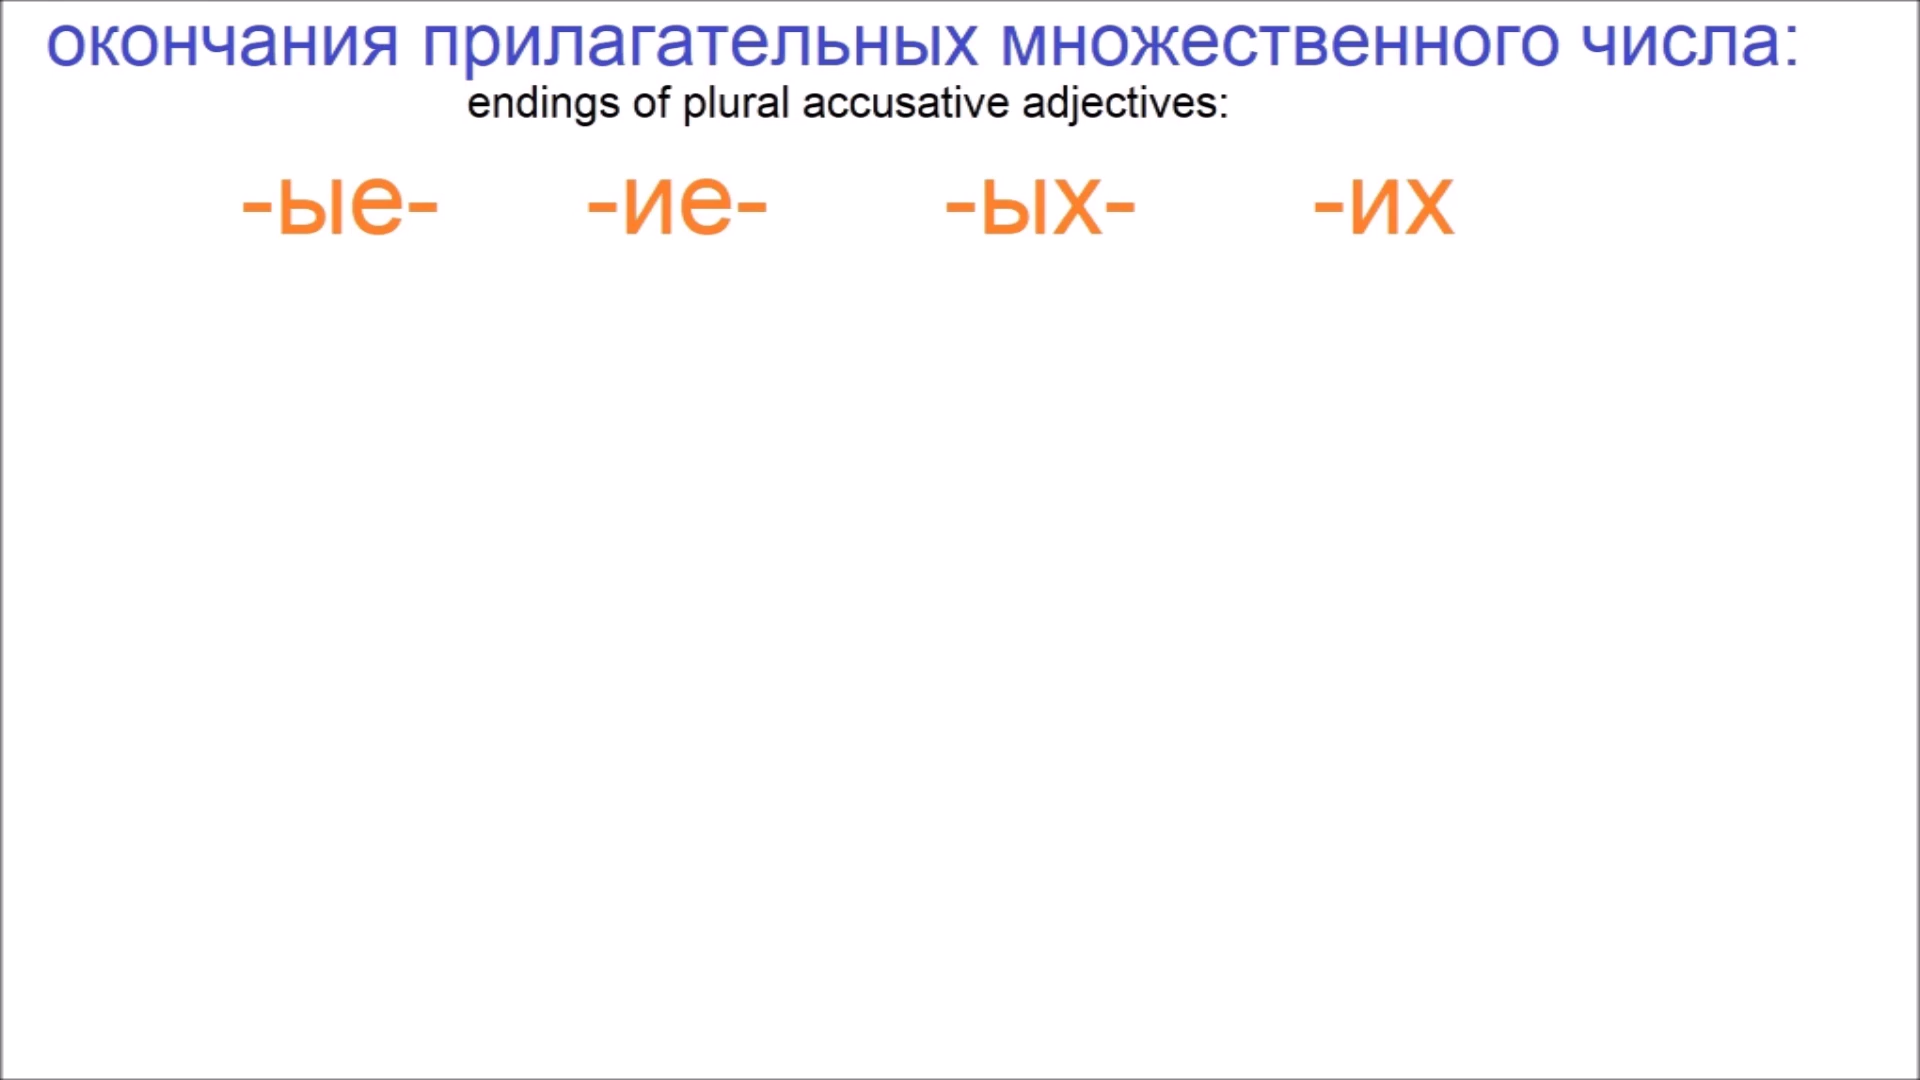 окончания прилагательных множественного числа:
endings of plural accusative adjectives:
-ые- -ие- -ых- -их